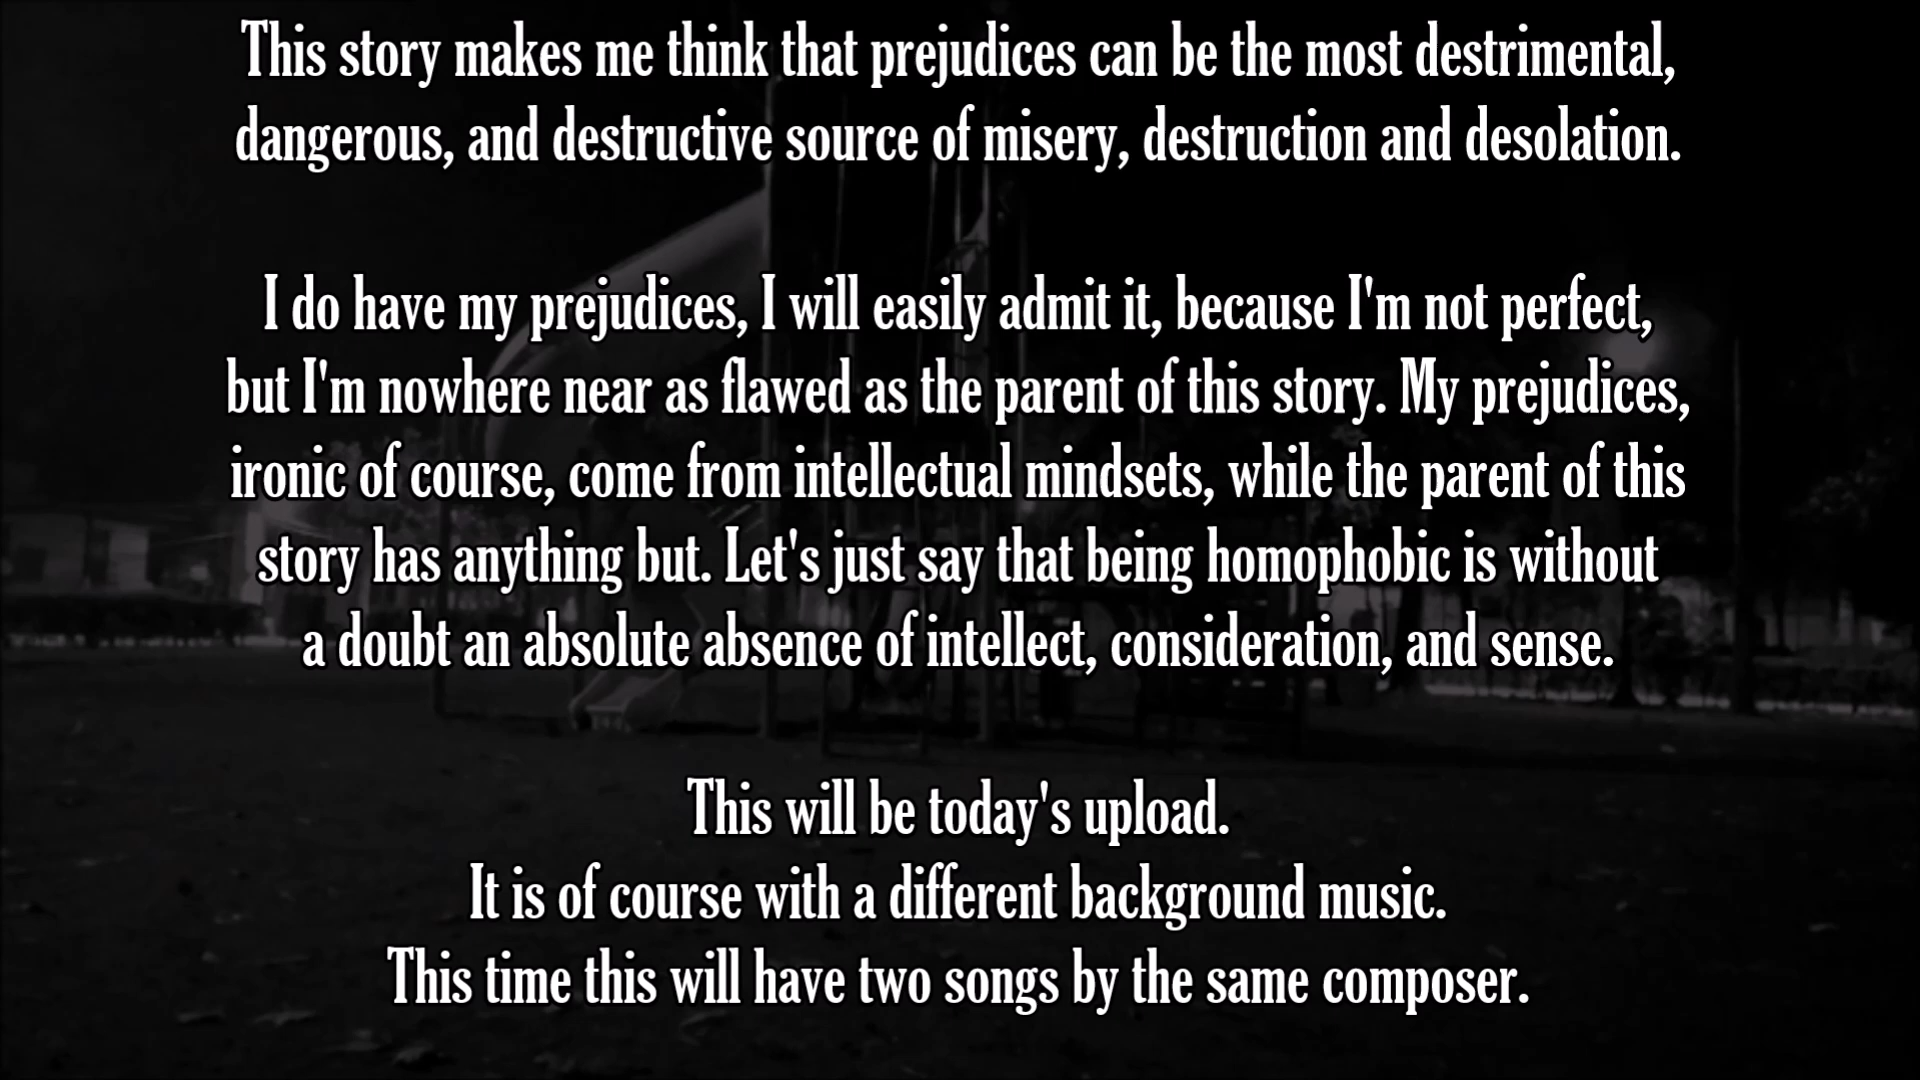 This story makes me think that prejudices can be the most destrimental,
dangerous, and destructive source of misery, destruction and desolation.
I do have my prejudices, I will easily admit it, because I'm not perfect,
but I'm nowhere near as flawed as the parent of this story. My prejudices,
ironic of course, come from intellectual mindsets, while the parent of this
story has anything but. Let's just say that being homophobic is without
a doubt an absolute absence of intellect, consideration, and sense.
This will be today's upload.
It is of course with a different background music.
This time this will have two songs by the same composer.